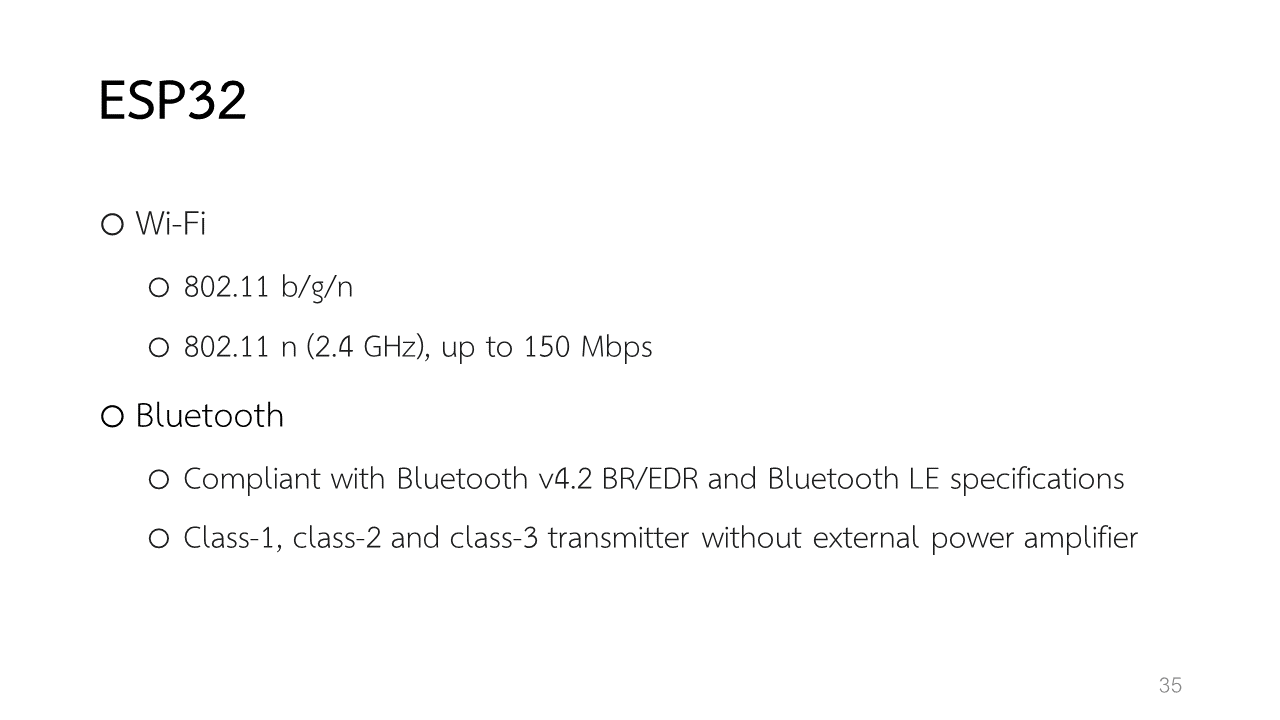 ESP32
Wi-Fi
802.11 b/g/n
802.11 n (2.4 GHz), up to 150 Mbps
Bluetooth
Compliant with Bluetooth v4.2 BR/EDR and Bluetooth LE specifications
Class-1, class-2 and class-3 transmitter without external power amplifier
35